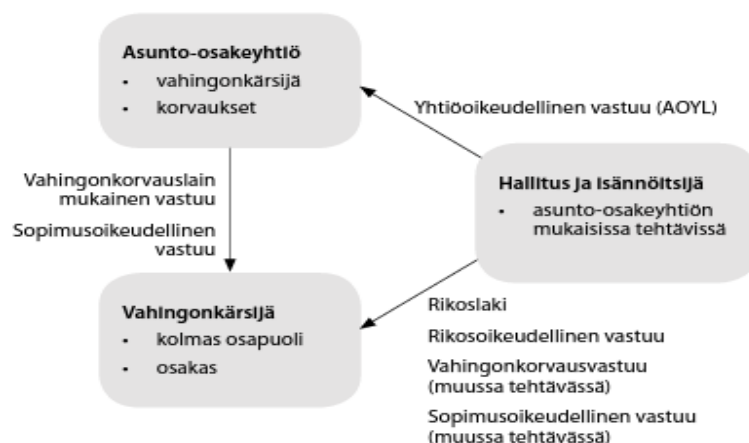 Asunto-osakeyhtiö
• vahingonkärsijä
• korvaukset
Yhtiöoikeudellinen vastuu (AOYL)
Vahingonkorvauslain
mukainen vastuu
Sopimusoikeudellinen
vastuu
Hallitus ja isännöitsijä
• asunto-osakeyhtiön
mukaisissa tehtävissä
Vahingonkärsijä
• kolmas osapuoli
• osakas
Rikoslaki
Rikosoikeudellinen vastuu
Vahingonkorvausvastuu
(muussa tehtävässä)
Sopimusoikeudellinen vastuu
(muussa tehtävässä)